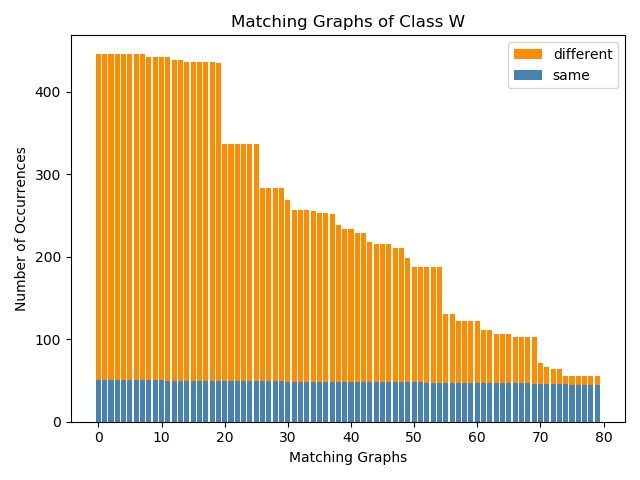 Matching Graphs of Class W
different
same
Number of Occurrences
400
300
200
100
0
0 10 20 30 40 50 60 70 80
Matching Graphs